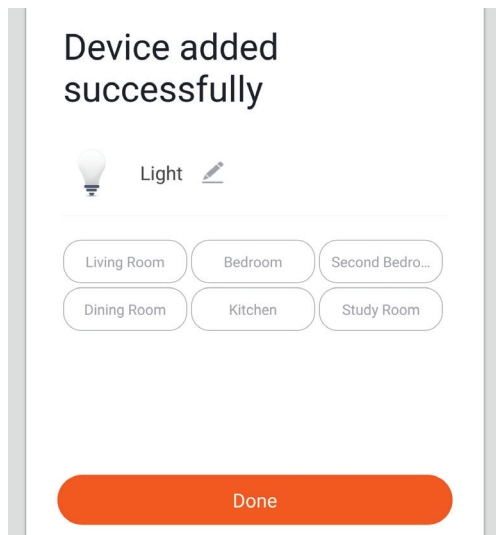 Device added
successfully
Light
Living Room Bedroom Second Bedro...
Dining Room Kitchen Study Room
Done